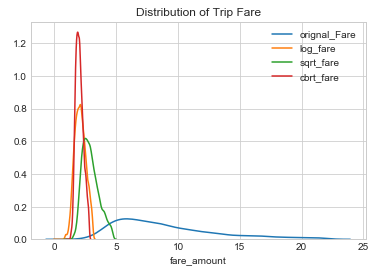 Distribution of Trip Fare
orignal_Fare
log_fare
sqrt_fare
cbrt_fare
1.2
1.0
0.8
0.6
0.4
0.2
0.0
0 5 10 15 20 25
fare_amount